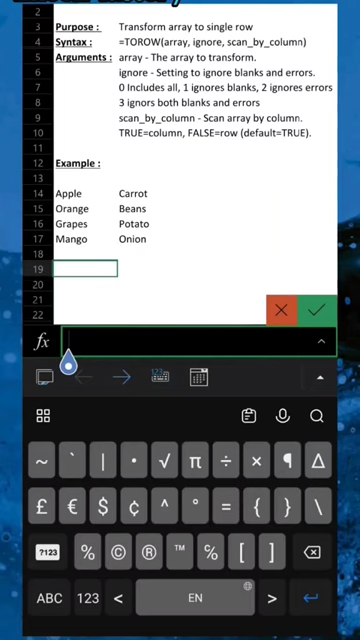 2
3 Purpose : Transform array to single row
4 Syntax : =TOROW(array, ignore, scan_by_column)
5 Arguments : array - The array to transform.
6 ignore - Setting to ignore blanks and errors.
7 0 Includes all, 1 ignores blanks, 2 ignores errors
8 3 ignors both blanks and errors
9 scan_by_column - Scan array by column.
10 TRUE=column, FALSE=row (default=TRUE).
11
12 Example :
13
14 Apple Carrot
15 Orange Beans
16 Grapes Potato
17 Mango Onion
18
19
20
21
22
fx
123
~ ` | • √ π ÷ × ¶ Δ
£ € $ ¢ ^ ° = { } \
?123 % © ® ™ ℅ [ ]
ABC 123 < EN >